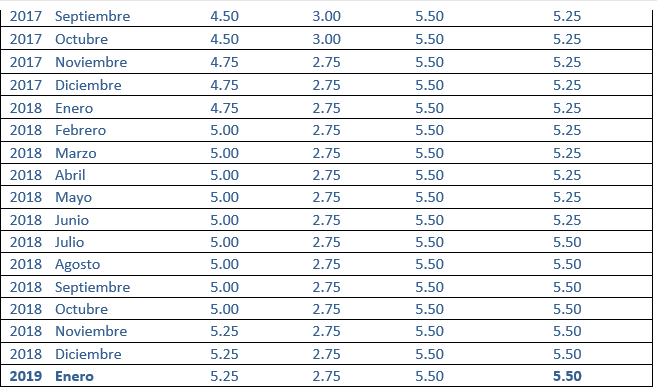 2017 Septiembre 4.50 3.00 5.50 5.25
2017 Octubre 4.50 3.00 5.50 5.25
2017 Noviembre 4.75 2.75 5.50 5.25
2017 Diciembre 4.75 2.75 5.50 5.25
2018 Enero 4.75 2.75 5.50 5.25
2018 Febrero 5.00 2.75 5.50 5.25
2018 Marzo 5.00 2.75 5.50 5.25
2018 Abril 5.00 2.75 5.50 5.25
2018 Mayo 5.00 2.75 5.50 5.25
2018 Junio 5.00 2.75 5.50 5.25
2018 Julio 5.00 2.75 5.50 5.50
2018 Agosto 5.00 2.75 5.50 5.50
2018 Septiembre 5.00 2.75 5.50 5.50
2018 Octubre 5.00 2.75 5.50 5.50
2018 Noviembre 5.25 2.75 5.50 5.50
2018 Diciembre 5.25 2.75 5.50 5.50
2019 Enero 5.25 2.75 5.50 5.50